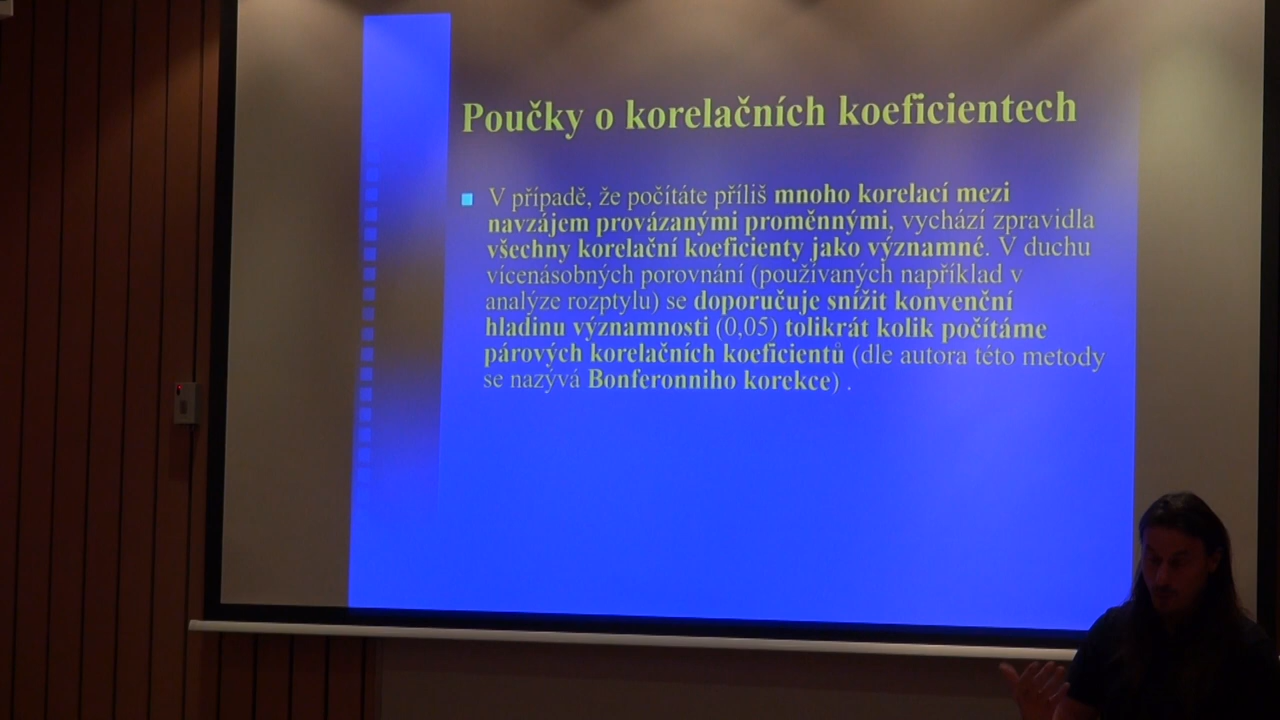 Poučky o korelačních koeficientech
V případě, že počítáte příliš mnoho korelací mezi
navzájem provázanými proměnnými, vychází zpravidla
všechny korelační koeficienty jako významné. V duchu
vícenásobných porovnání (používaných například v
analýze rozptylu) se doporučuje snížit konvenční
hladinu významnosti (0,05) tolikrát kolik počítáme
párových korelačních koeficientů (dle autora této metody
se nazývá Bonferonniho korekce) .